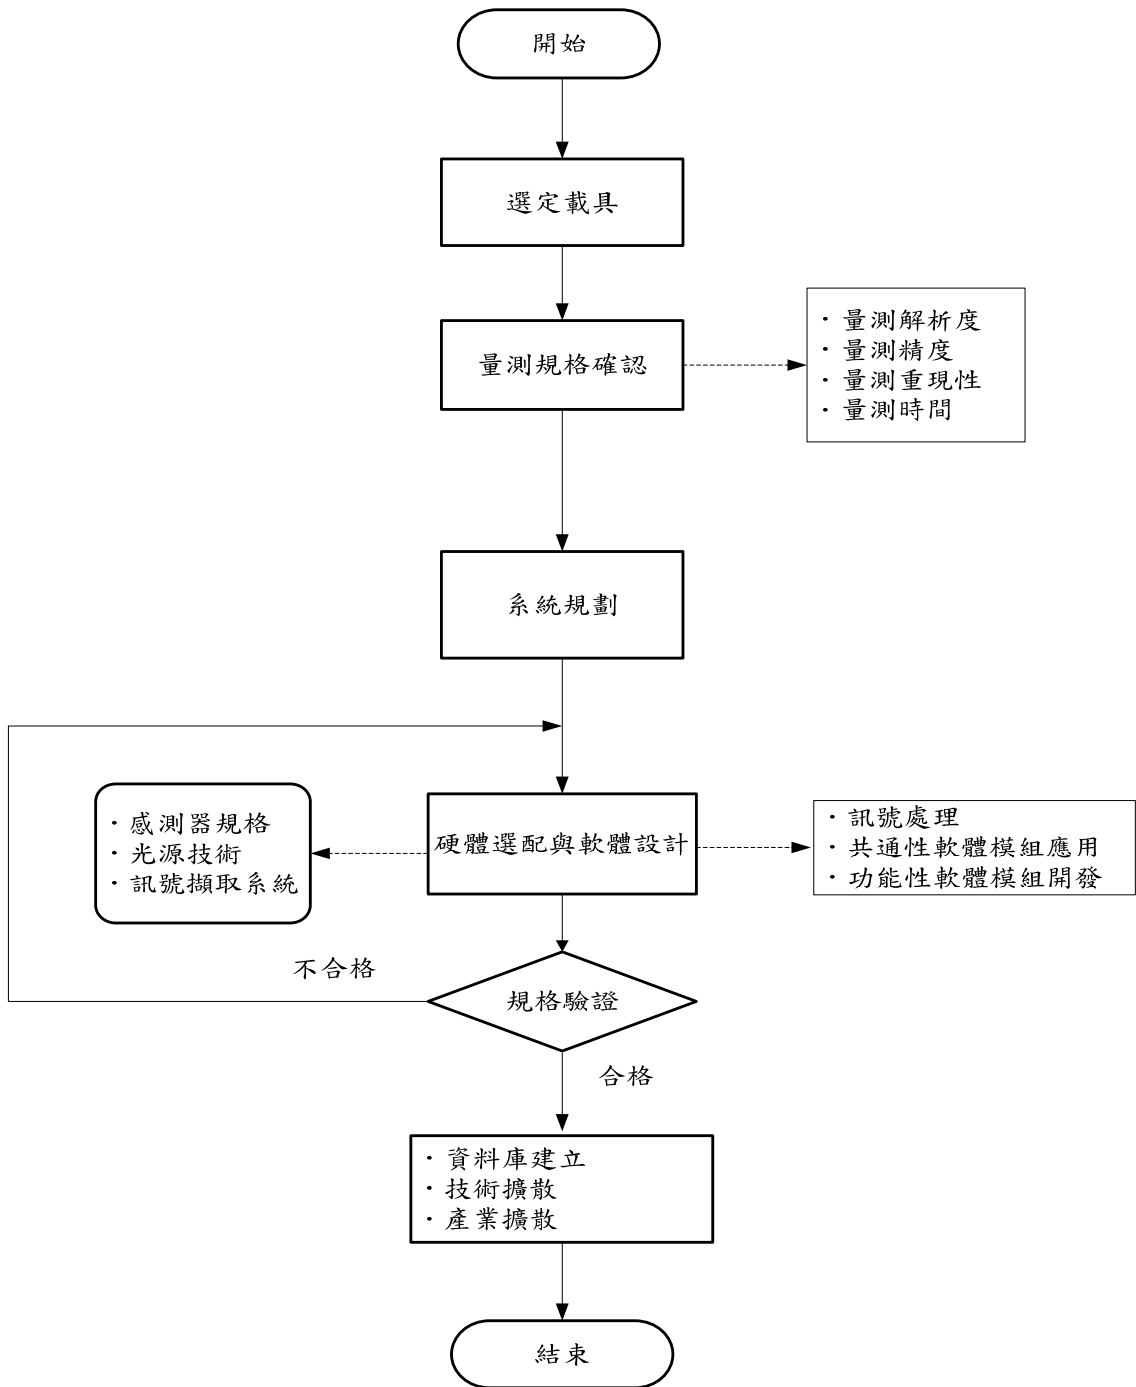 開始
選定載具
量測規格確認
・量測解析度
・量測精度
・量測重現性
・量測時間
系統規劃
・感測器規格
・光源技術
・訊號擷取系統
硬體選配與軟體設計
・訊號處理
・共通性軟體模組應用
・功能性軟體模組開發
不合格
規格驗證
合格
・資料庫建立
・技術擴散
・產業擴散
結束